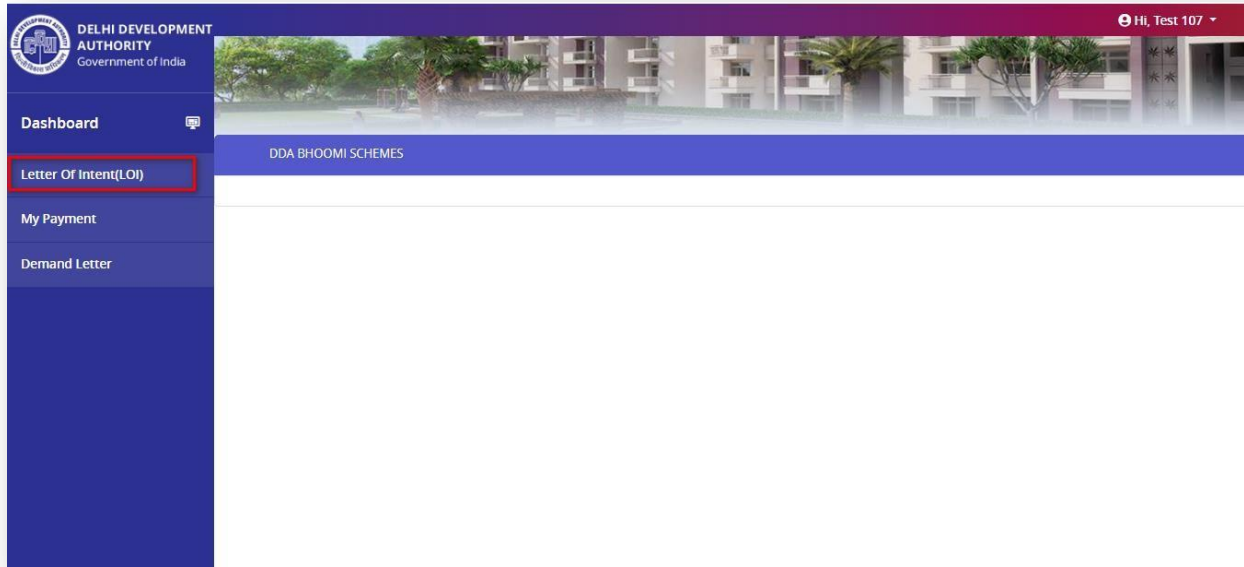 DELHI DEVELOPMENT
AUTHORITY
Government of India
Hi, Test 107
Dashboard
DDA BHOOMI SCHEMES
Letter Of Intent(LOI)
My Payment
Demand Letter